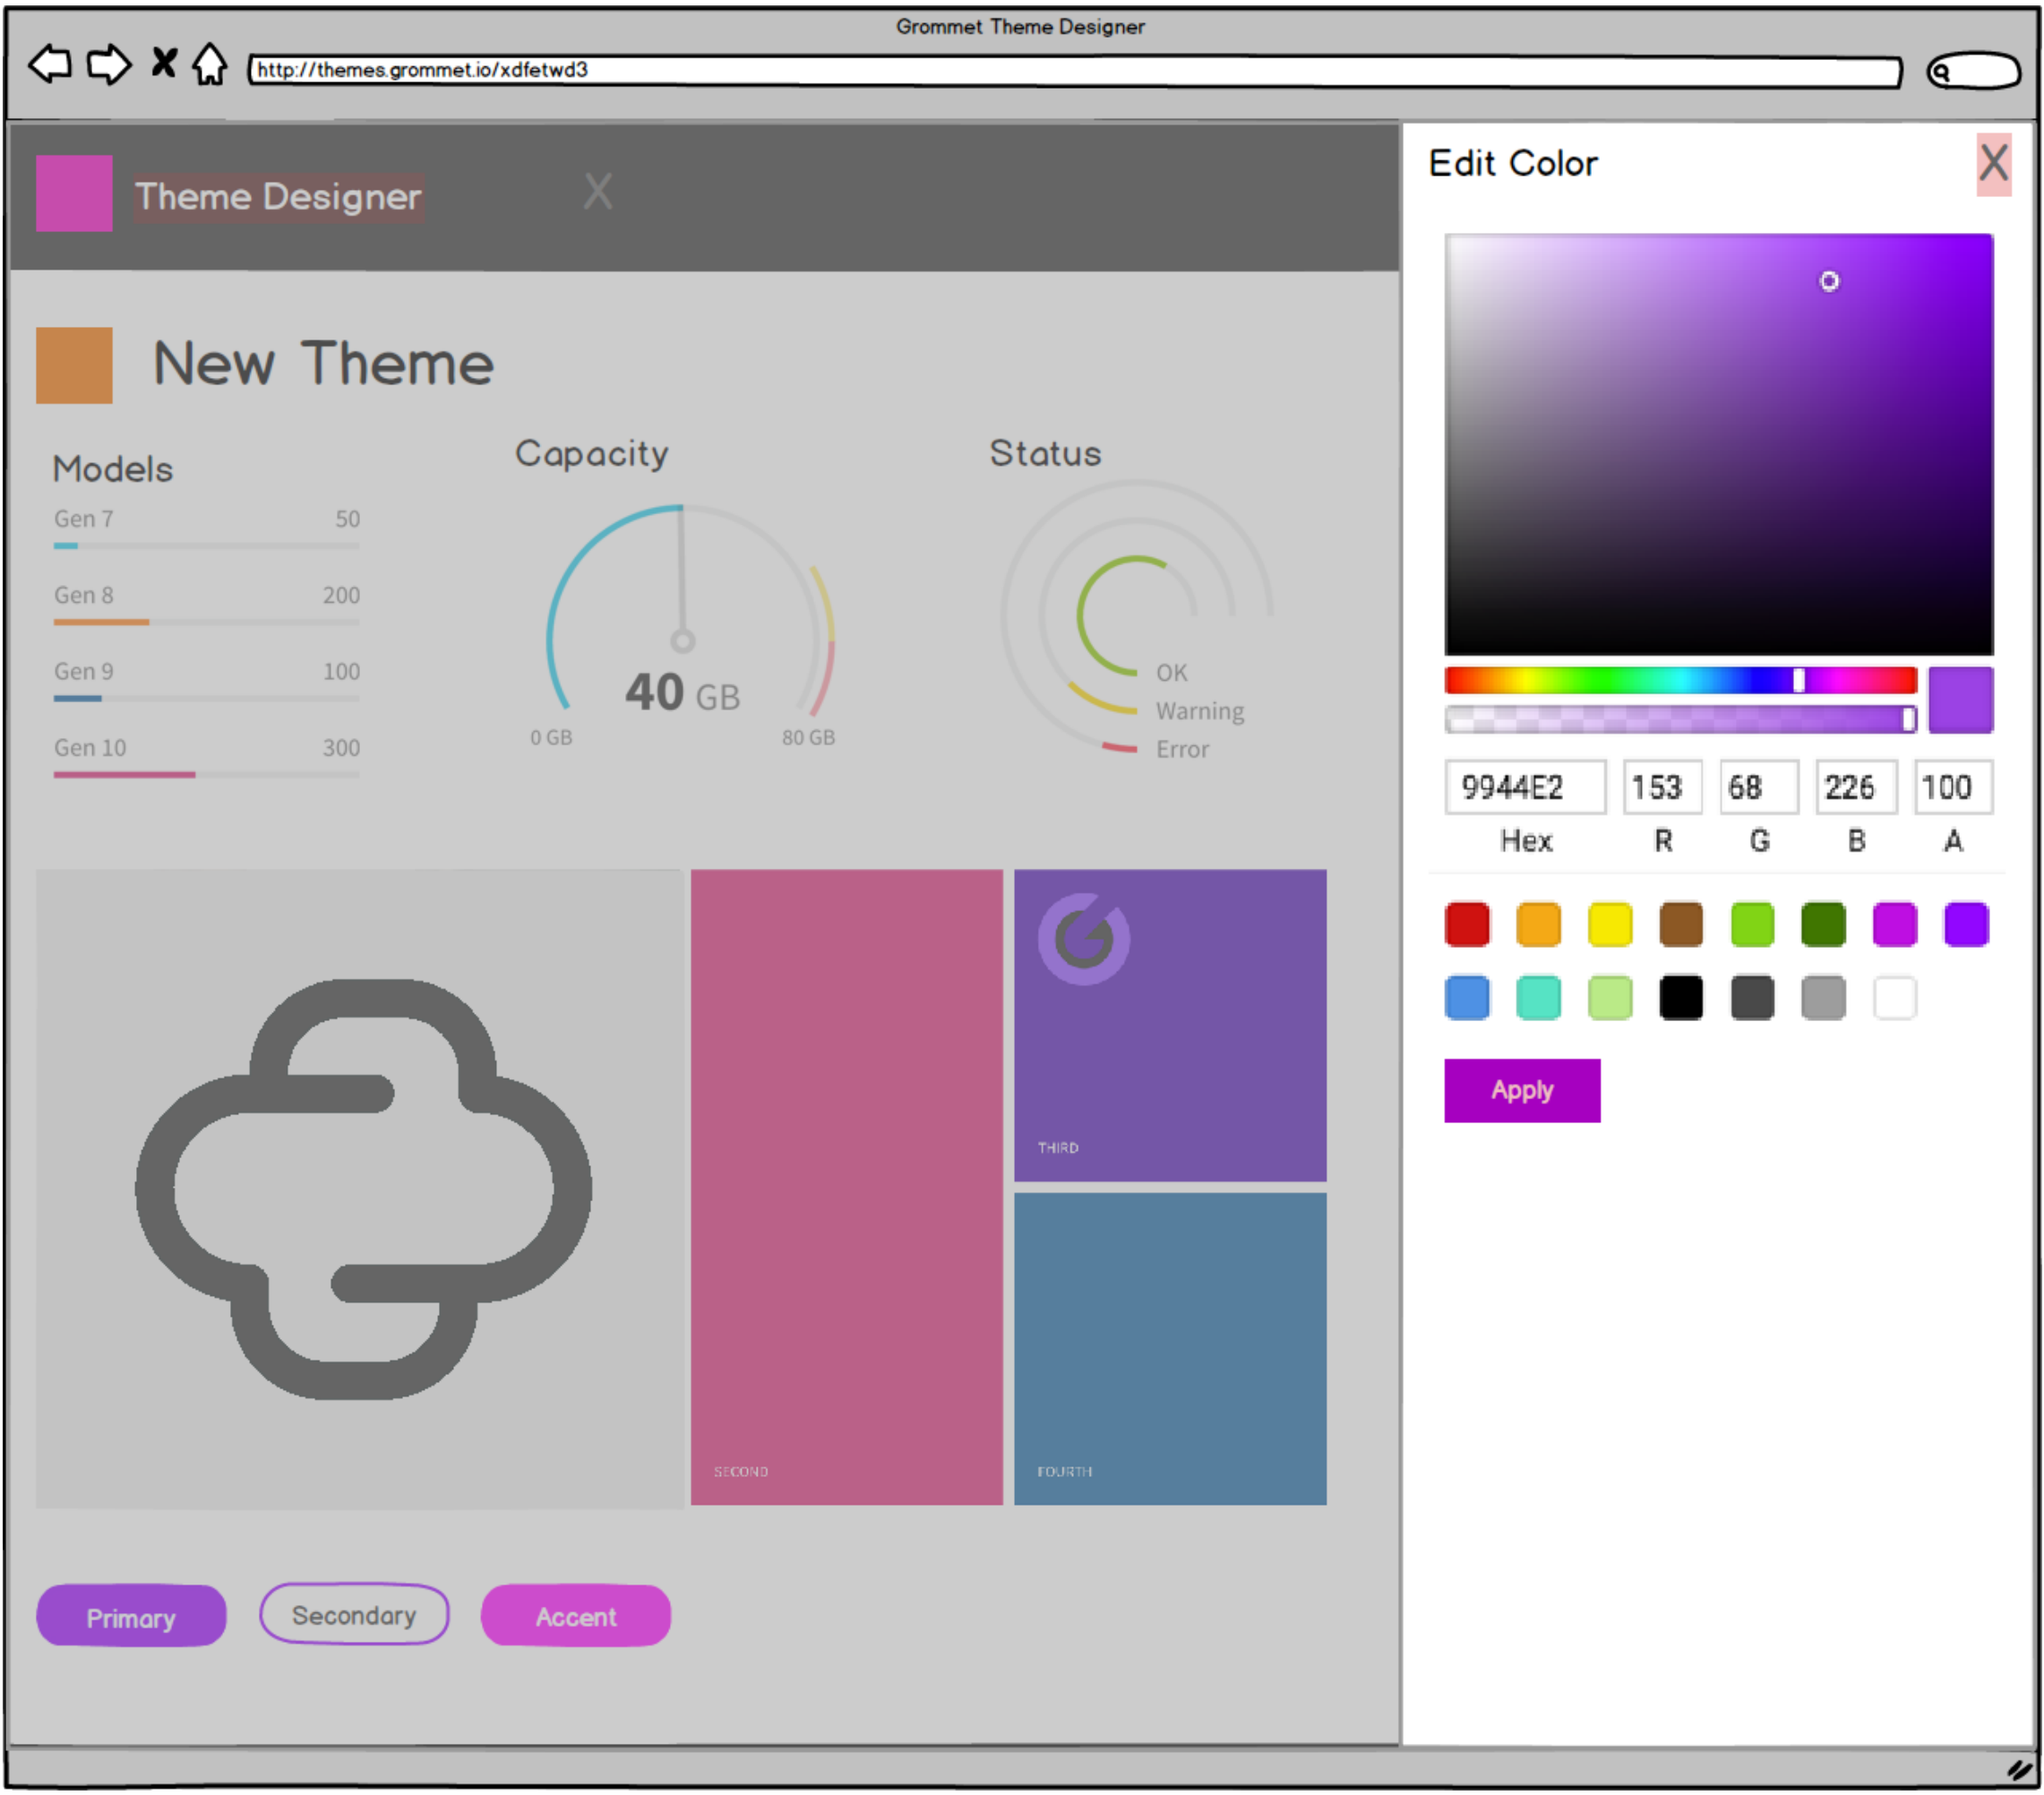 Grommet Theme Designer
http://themes.grommet.io/xdfetwd3
Theme Designer
X
New Theme
Models
Gen 7 50
Gen 8 200
Gen 9 100
Gen 10 300
Capacity
40 GB
0 GB 80 GB
Status
OK
Warning
Error
SECOND
THIRD
FOURTH
Primary
Secondary
Accent
Edit Color
X
9944E2 153 68 226 100
Hex R G B A
Apply